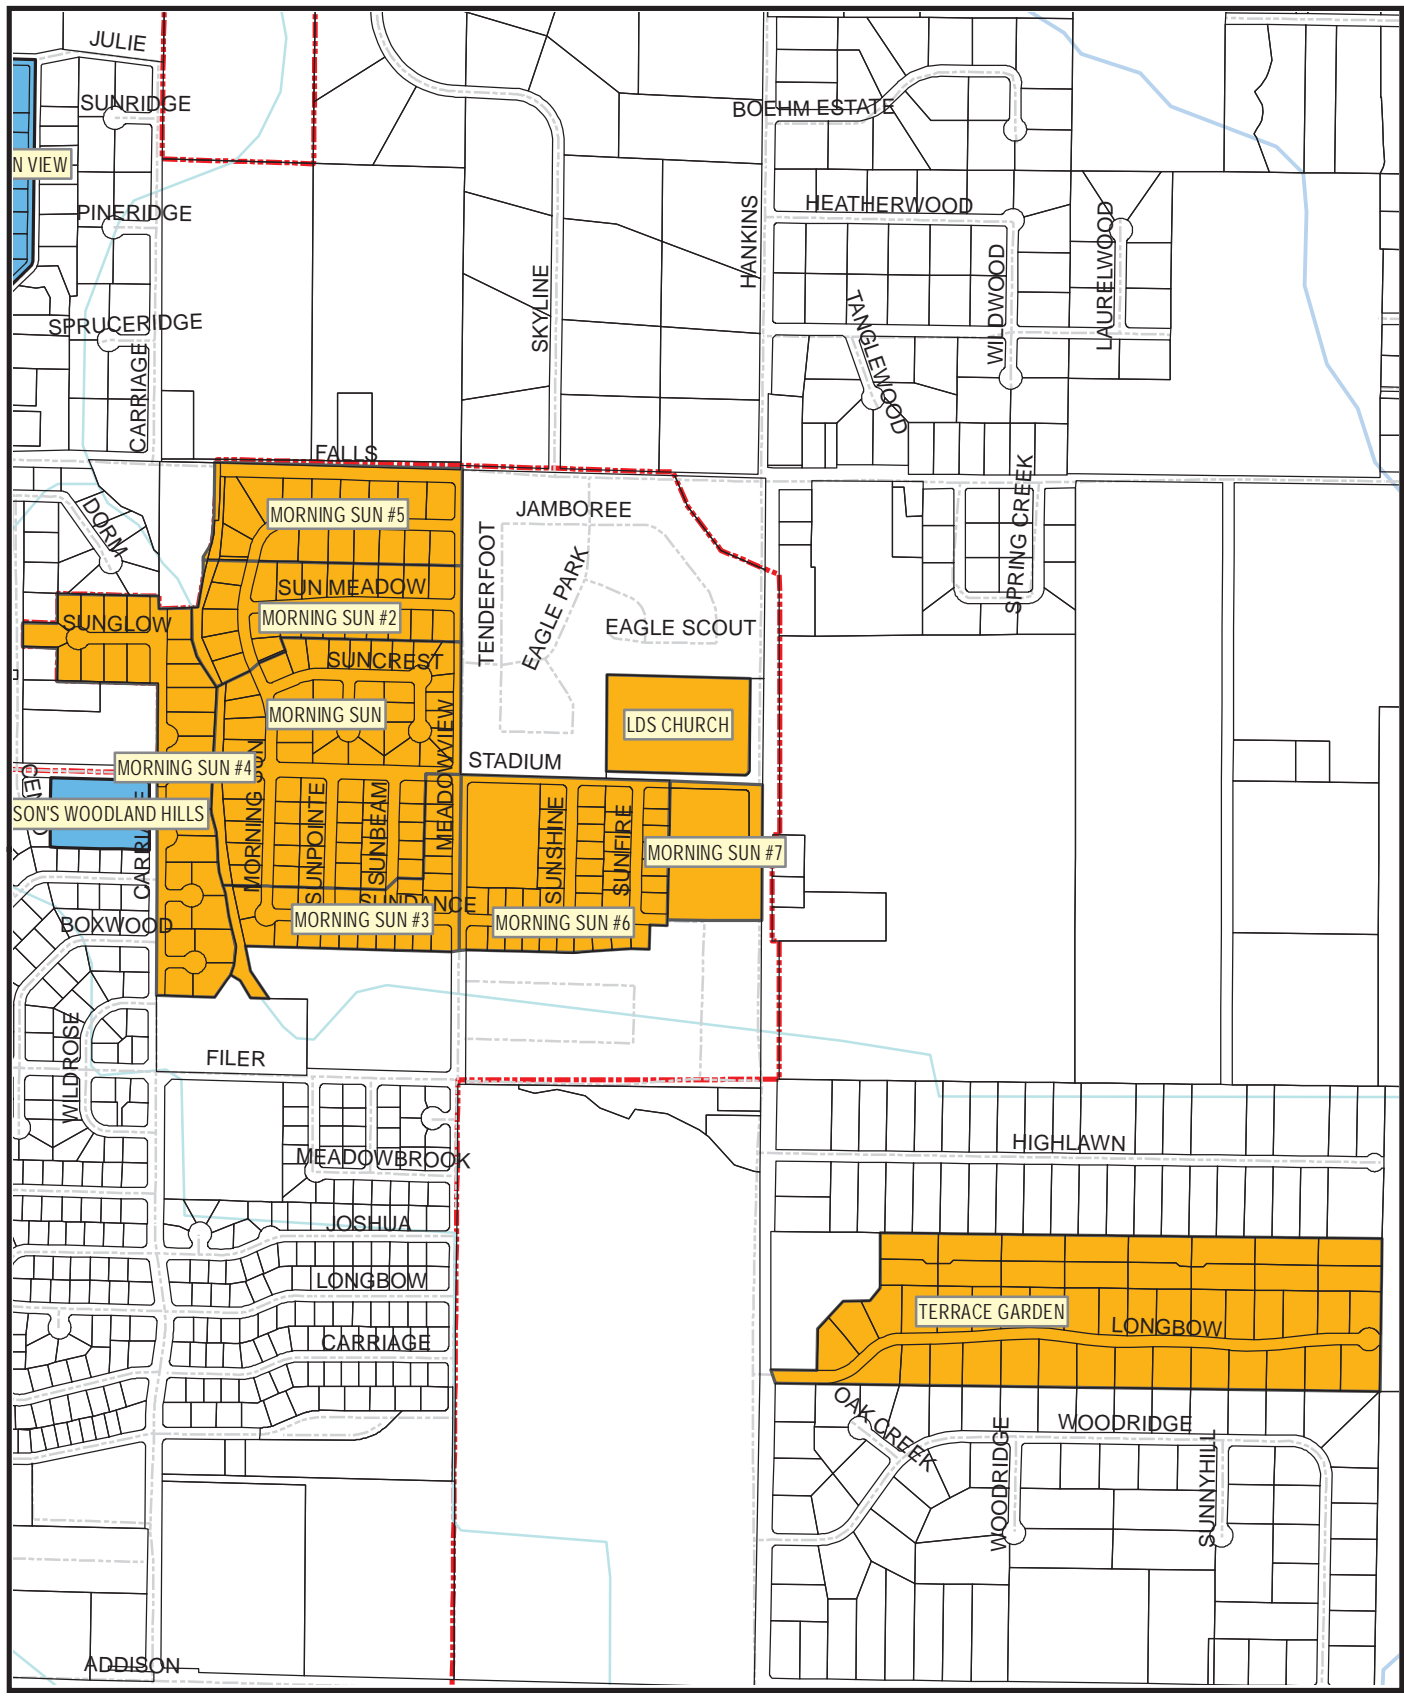 JULIE
SUNRIDGE
BOEHM ESTATE
N VIEW
PINERIDGE
HEATHERWOOD
HANKINS
LAURELWOOD
SKYLINE
WILDWOOD
TANGLEWOOD
SPRUCERIDGE
CARRIAGE
FALLS
MORNING SUN #5
JAMBOREE
DORM
TENDERFOOT
EAGLE PARK
SPRING CREEK
SUN MEADOW
MORNING SUN #2
SUNGLOW
EAGLE SCOUT
SUNCREST
MORNING SUN
LDS CHURCH
MEADOWVIEW
STADIUM
MORNING SUN #4
MORNING SUN
SUNPOINTE
SUNBEAM
SUNSHINE
SUNFIRE
SON'S WOODLAND HILLS
MORNING SUN #7
SUNDANCE
MORNING SUN #3
MORNING SUN #6
BOXWOOD
WILDROSE
FILER
HIGHLAWN
MEADOWBROOK
JOSHUA
LONGBOW
TERRACE GARDEN
LONGBOW
CARRIAGE
OAK CREEK
WOODRIDGE
WOODRIDGE
SUNNYHILL
ADDISON